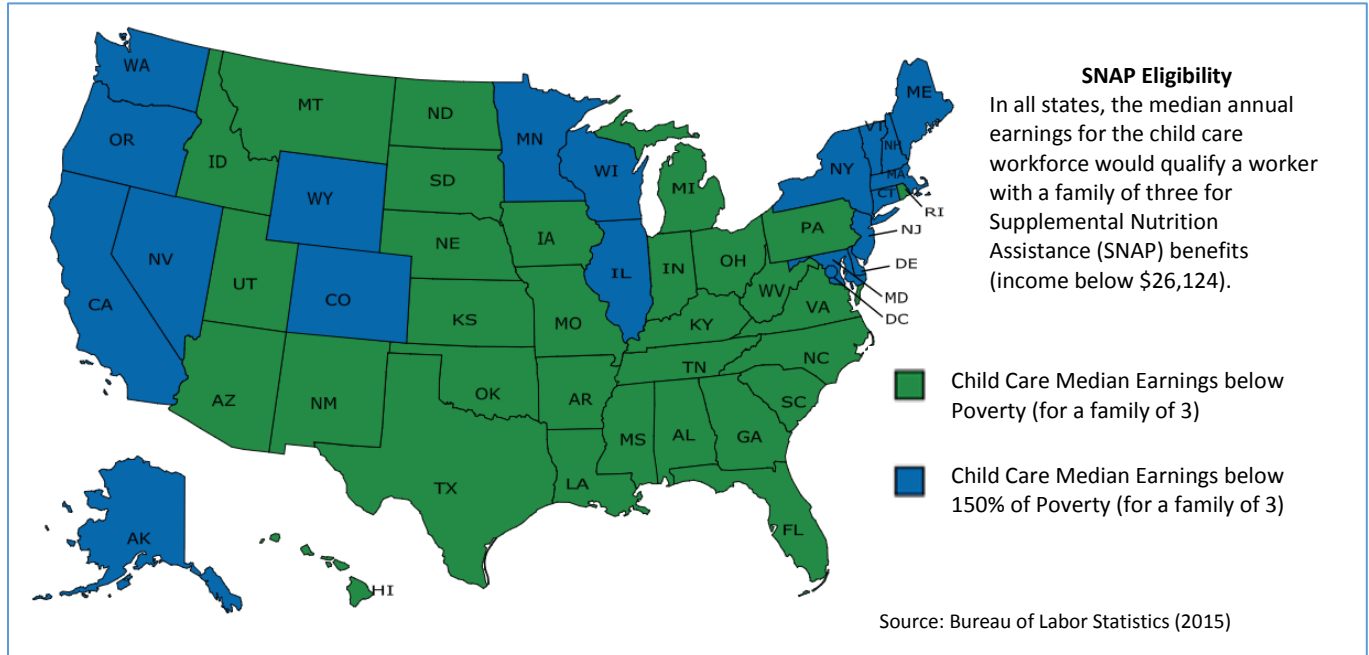 WA
OR
CA
NV
ID
MT
WY
UT
CO
AZ
NM
ND
SD
NE
KS
OK
TX
MN
IA
MO
AR
LA
WI
IL
MI
IN
OH
KY
TN
MS
AL
GA
FL
SC
NC
VA
WV
PA
NY
VT
NH
ME
MA
CT
RI
NJ
DE
MD
DC
AK
HI
SNAP Eligibility
In all states, the median annual
earnings for the child care
workforce would qualify a worker
with a family of three for
Supplemental Nutrition
Assistance (SNAP) benefits
(income below $26,124).
Child Care Median Earnings below
Poverty (for a family of 3)
Child Care Median Earnings below
150% of Poverty (for a family of 3)
Source: Bureau of Labor Statistics (2015)